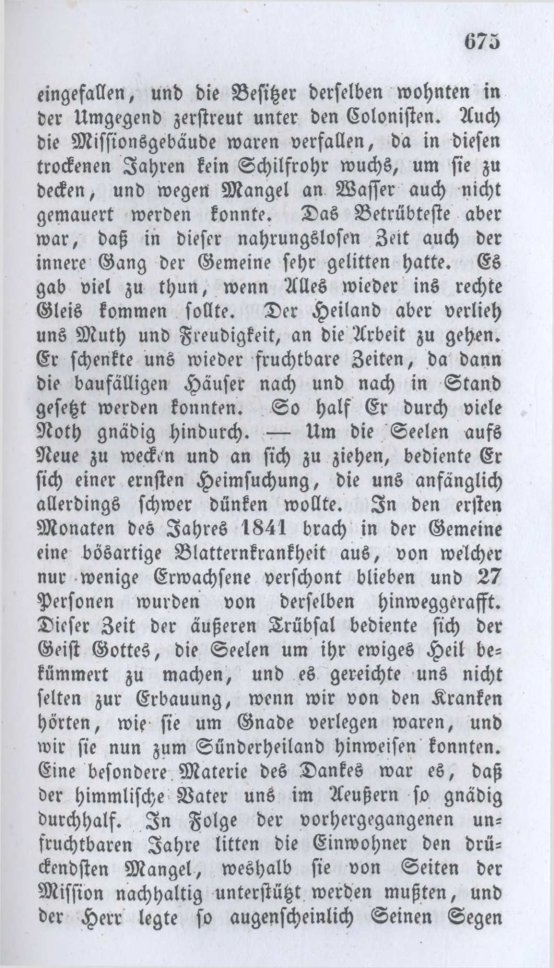 675
eingefallen, und die Besitzer derselben wohnten in
der Umgegend zerstreut unter den Colonisten. Auch
die Missionsgebäude waren verfallen, da in diesen
trockenen Jahren kein Schilfrohr wuchs, um sie zu
decken, und wegen Mangel an Wasser auch nicht
gemauert werden konnte. Das Betrübteste aber
war, daß in dieser nahrungslosen Zeit auch der
innere Gang der Gemeine sehr gelitten hatte. Es
gab viel zu thun, wenn Alles wieder ins rechte
Gleis kommen sollte. Der Heiland aber verlieh
uns Muth und Freudigkeit, an die Arbeit zu gehen.
Er schenkte uns wieder fruchtbare Zeiten, da dann
die baufälligen Häuser nach und nach in Stand
gesetzt werden konnten. So half Er durch viele
Noth gnädig hindurch. — Um die Seelen aufs
Neue zu wecken und an sich zu ziehen, bediente Er
sich einer ernsten Heimsuchung, die uns anfänglich
allerdings schwer dünken wollte. In den ersten
Monaten des Jahres 1841 brach in der Gemeine
eine bösartige Blatternkrankheit aus, von welcher
nur wenige Erwachsene verschont blieben und 27
Personen wurden von derselben hinweggerafft.
Dieser Zeit der äußeren Trübsal bediente sich der
Geist Gottes, die Seelen um ihr ewiges Heil be-
kümmert zu machen, und es gereichte uns nicht
selten zur Erbauung, wenn wir von den Kranken
hörten, wie sie um Gnade verlegen waren, und
wir sie nun zum Sünderheiland hinweisen konnten.
Eine besondere Materie des Dankes war es, daß
der himmlische Vater uns im Aeußern so gnädig
durchhalf. In Folge der vorhergegangenen un-
fruchtbaren Jahre litten die Einwohner den drü-
ckendsten Mangel, weshalb sie von Seiten der
Mission nachhaltig unterstützt werden mußten, und
der Herr legte so augenscheinlich Seinen Segen